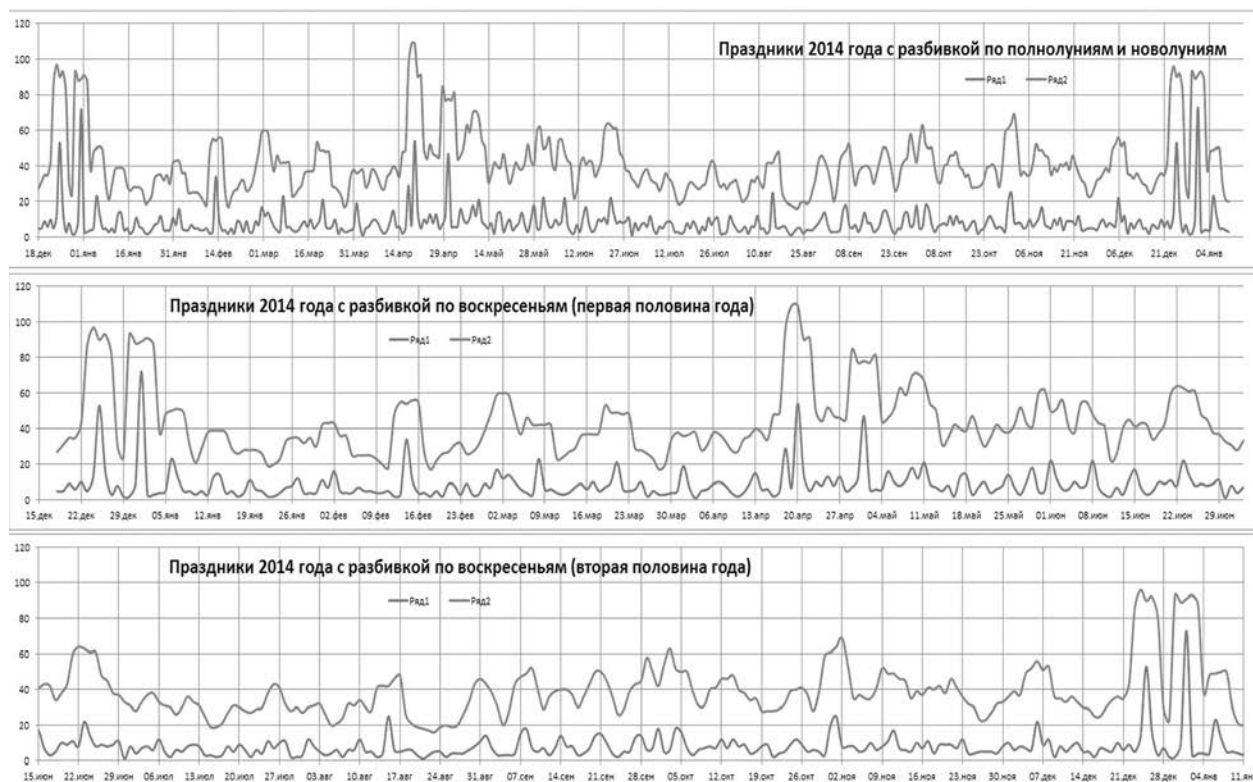 120
Праздники 2014 года с разбивкой по полнолуниям и новолуниям
100
Ряд1 Ряд2
80
60
40
20
0
18.дек 01.янв 16.янв 31.янв 14.фев 01.мар 16.мар 31.мар 14.апр 29.апр 14.май 28.май 12.июн 27.июн 12.июл 26.июл 10.авг 25.авг 08.сен 23.сен 08.окт 23.окт 06.ноя 21.ноя 06.дек 21.дек 04.янв
120
Праздники 2014 года с разбивкой по воскресеньям (первая половина года)
100
Ряд1 Ряд2
80
60
40
20
0
15.дек 22.дек 29.дек 05.янв 12.янв 19.янв 26.янв 02.фев 09.фев 16.фев 23.фев 02.мар 09.мар 16.мар 23.мар 30.мар 06.апр 13.апр 20.апр 27.апр 04.май 11.май 18.май 25.май 01.июн 08.июн 15.июн 22.июн 29.июн
120
Праздники 2014 года с разбивкой по воскресеньям (вторая половина года)
100
Ряд1 Ряд2
80
60
40
20
0
15.июн 22.июн 29.июн 06.июл 13.июл 20.июл 27.июл 03.авг 10.авг 17.авг 24.авг 31.авг 07.сен 14.сен 21.сен 28.сен 05.окт 12.окт 19.окт 26.окт 02.ноя 09.ноя 16.ноя 23.ноя 30.ноя 07.дек 14.дек 21.дек 28.дек 04.янв 11.ян